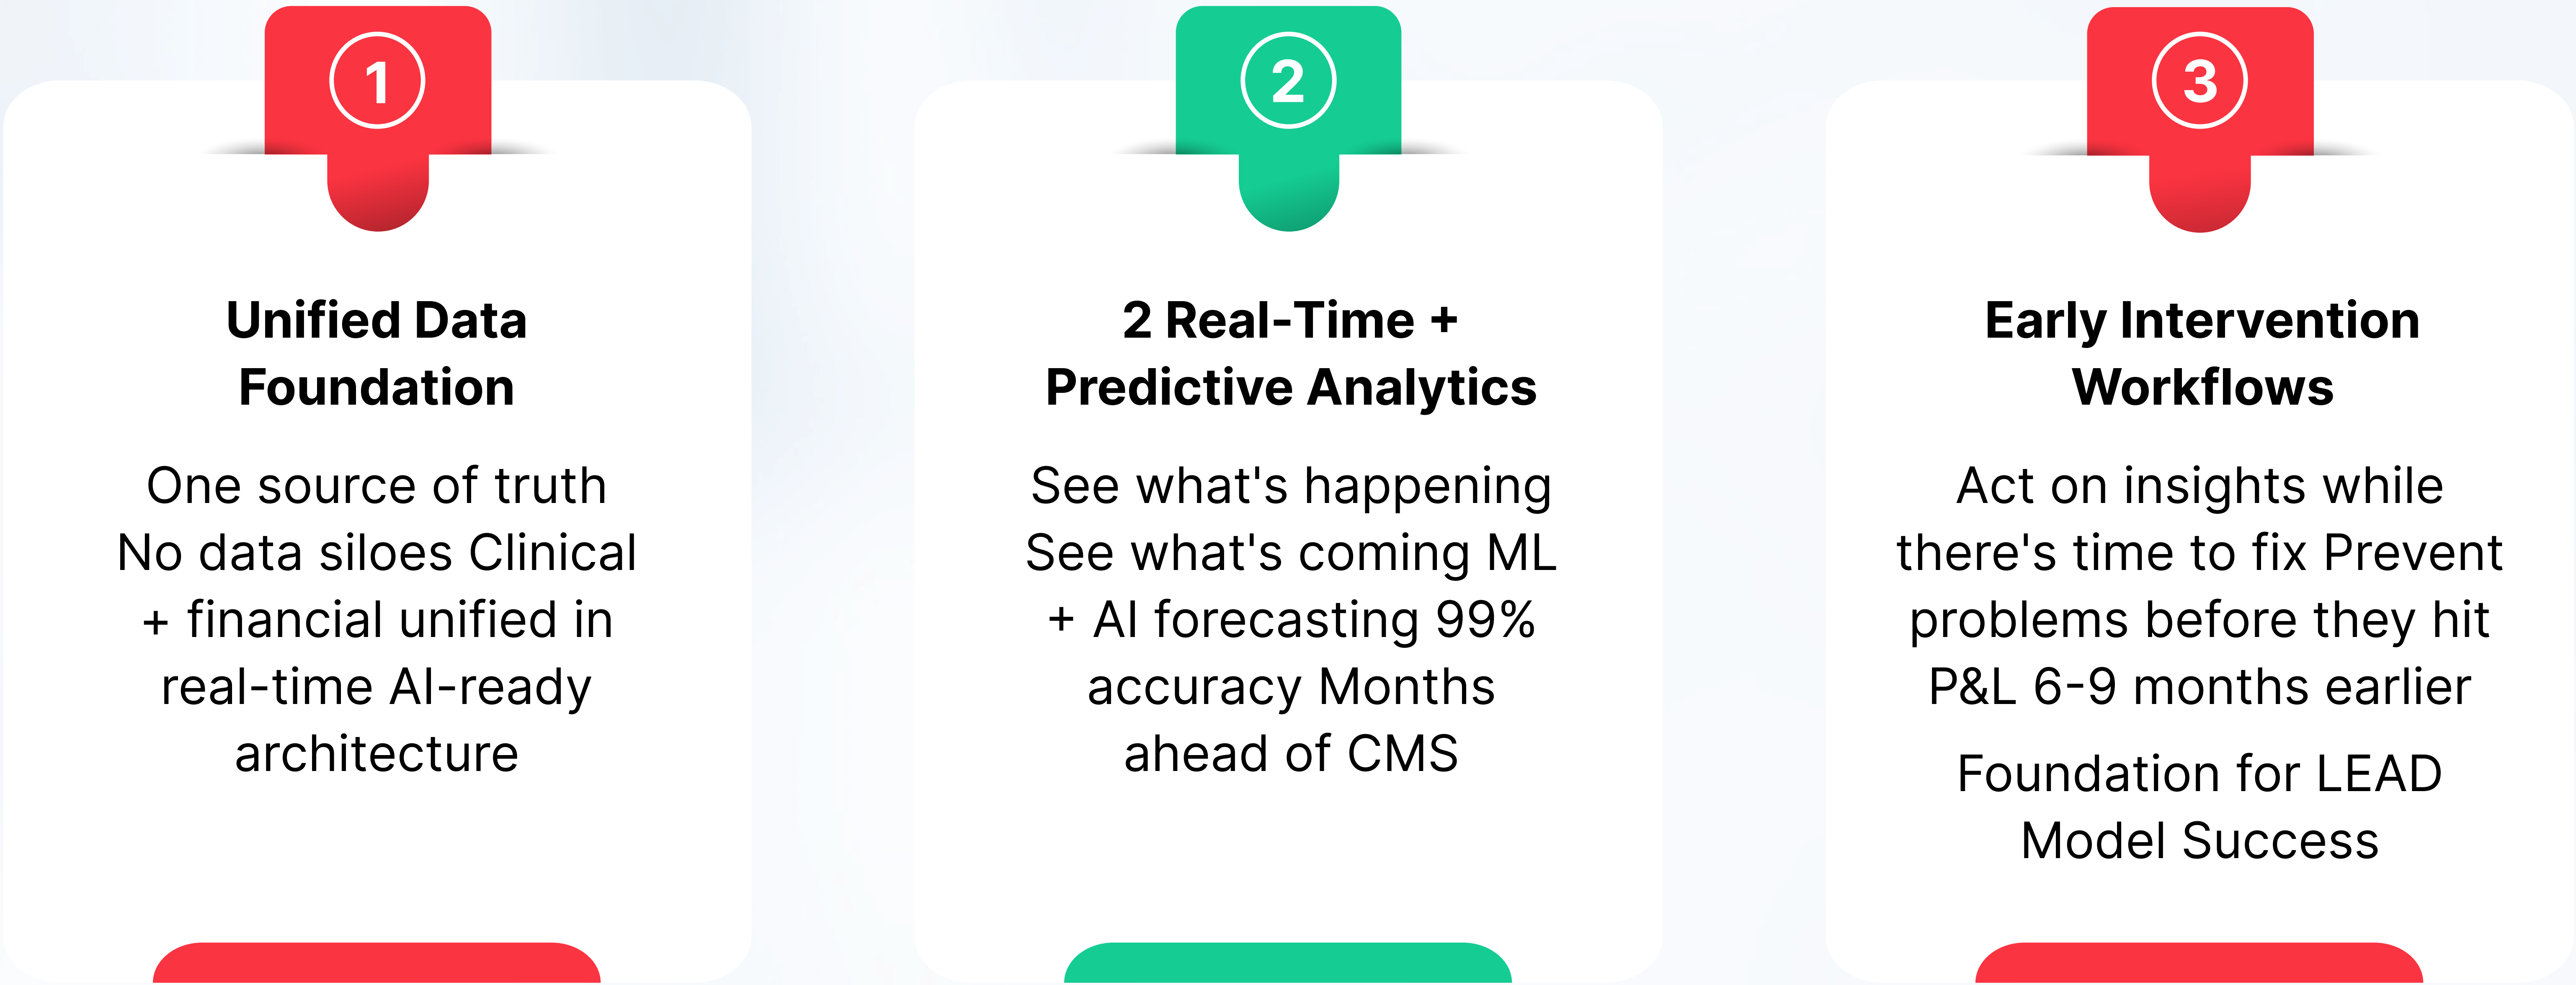 1
Unified Data
Foundation
One source of truth
No data siloes Clinical
+ financial unified in
real-time AI-ready
architecture
2
2 Real-Time +
Predictive Analytics
See what's happening
See what's coming ML
+ AI forecasting 99%
accuracy Months
ahead of CMS
3
Early Intervention
Workflows
Act on insights while
there's time to fix Prevent
problems before they hit
P&L 6-9 months earlier
Foundation for LEAD
Model Success